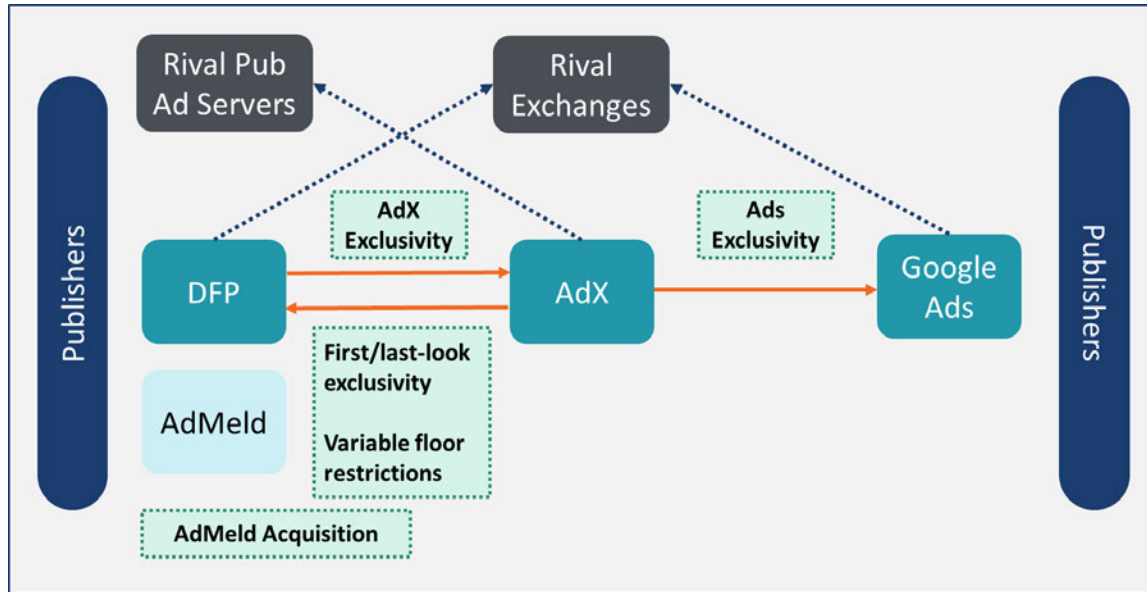 Rival Pub
Ad Servers
Rival
Exchanges
Publishers
AdX
Exclusivity
Ads
Exclusivity
Publishers
DFP
AdX
Google
Ads
First/last-look
exclusivity
Variable floor
restrictions
AdMeld
AdMeld Acquisition